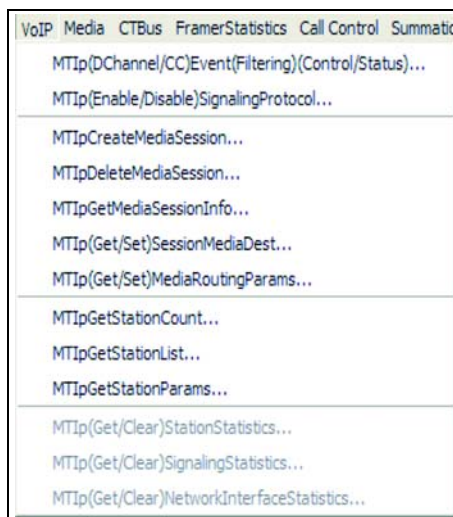 VoIP Media CTBus FramerStatistics Call Control Summatic
MTIp(DChannel/CC)Event(Filtering)(Control/Status)...
MTIp(Enable/Disable)SignalingProtocol...
MTIpCreateMediaSession...
MTIpDeleteMediaSession...
MTIpGetMediaSessionInfo...
MTIp(Get/Set)SessionMediaDest...
MTIp(Get/Set)MediaRoutingParams...
MTIpGetStationCount...
MTIpGetStationList...
MTIpGetStationParams...
MTIp(Get/Clear)StationStatistics...
MTIp(Get/Clear)SignalingStatistics...
MTIp(Get/Clear)NetworkInterfaceStatistics...